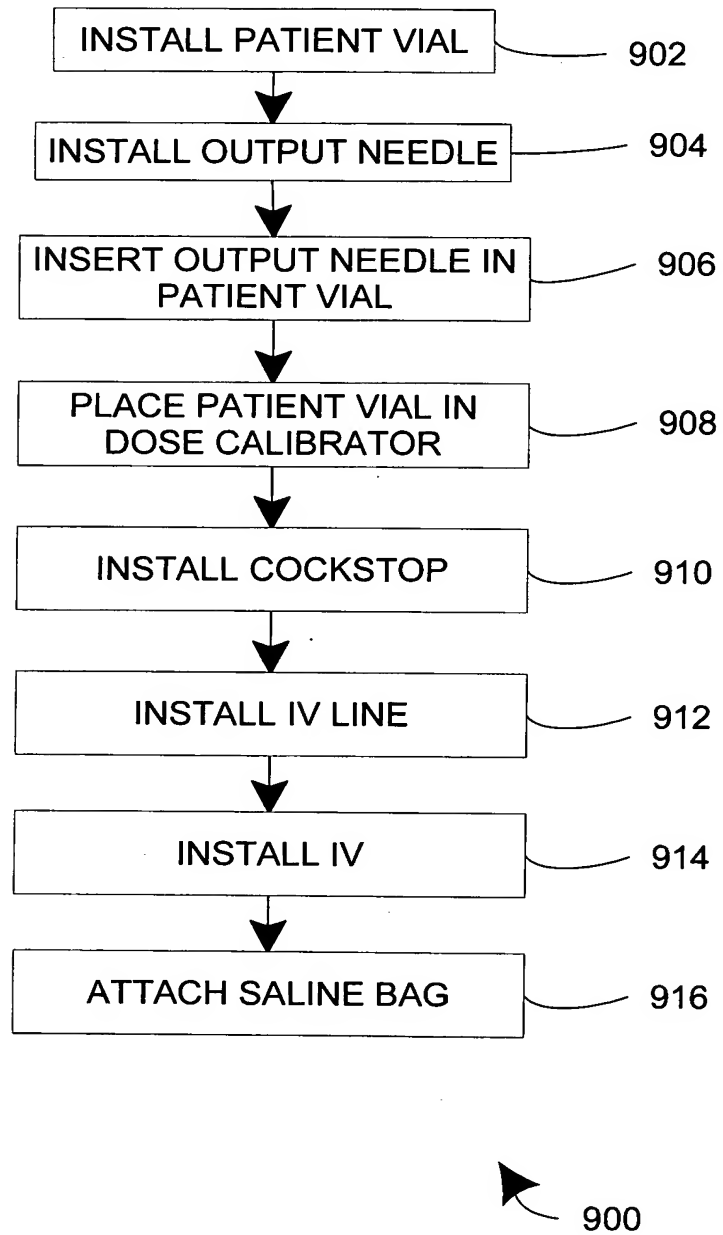 INSTALL PATIENT VIAL
902
INSTALL OUTPUT NEEDLE
904
INSERT OUTPUT NEEDLE IN
PATIENT VIAL
906
PLACE PATIENT VIAL IN
DOSE CALIBRATOR
908
INSTALL COCKSTOP
910
INSTALL IV LINE
912
INSTALL IV
914
ATTACH SALINE BAG
916
900